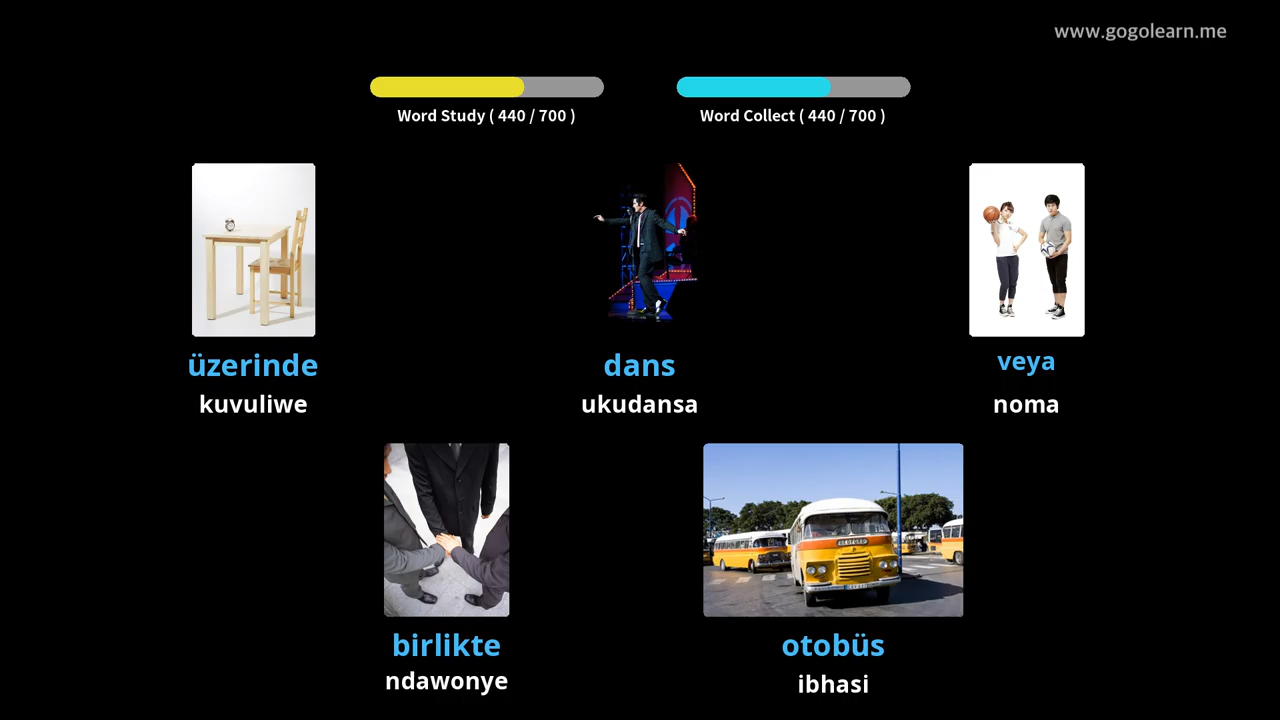 www.gogolearn.me
Word Study ( 440 / 700 )
Word Collect ( 440 / 700 )
üzerinde
kuvuliwe
dans
ukudansa
veya
noma
BEDFORD
birlikte
ndawonye
otobüs
ibhasi